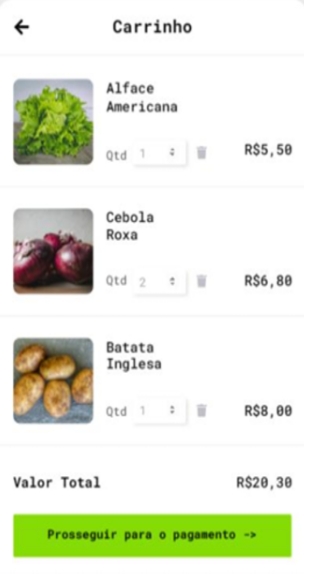 Carrinho
Alface
Americana
Qtd 1 R$5,50
Cebola
Roxa
Qtd 2 R$6,80
Batata
Inglesa
Qtd 1 R$8,00
Valor Total R$20,30
Prosseguir para o pagamento ->